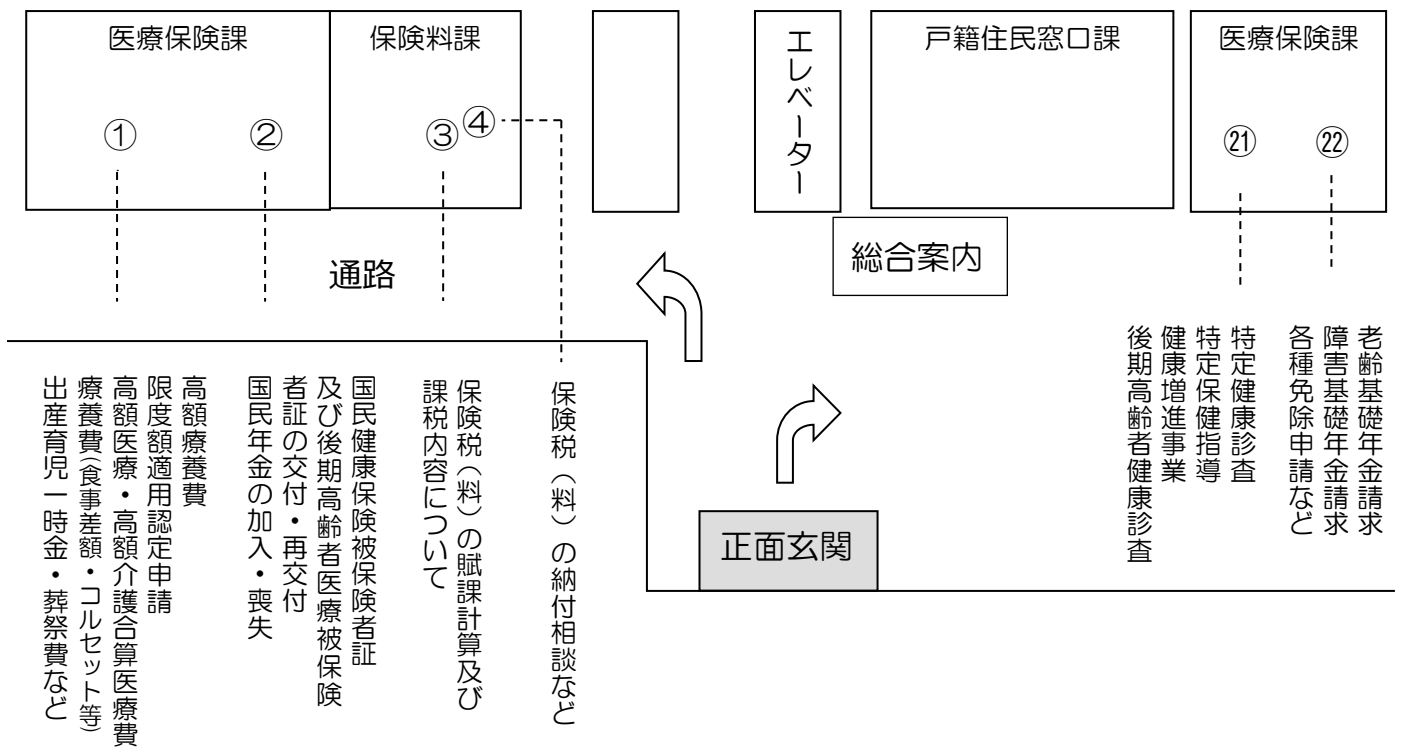 医療保険課
保険料課
エレベーター
戸籍住民窓口課
医療保険課
①
②
③
④
㉑
㉒
総合案内
通路
高額療養費
限度額適用認定申請
高額医療・高額介護合算医療費
療養費(食事差額・コルセット等)
出産育児一時金・葬祭費など
国民健康保険被保険者証
及び後期高齢者医療被保険
者証の交付・再交付
国民年金の加入・喪失
保険税(料)の賦課計算及び
課税内容について
保険税(料)の納付相談など
正面玄関
特定健康診査
特定保健指導
健康増進事業
後期高齢者健康診査
老齢基礎年金請求
障害基礎年金請求
各種免除申請など